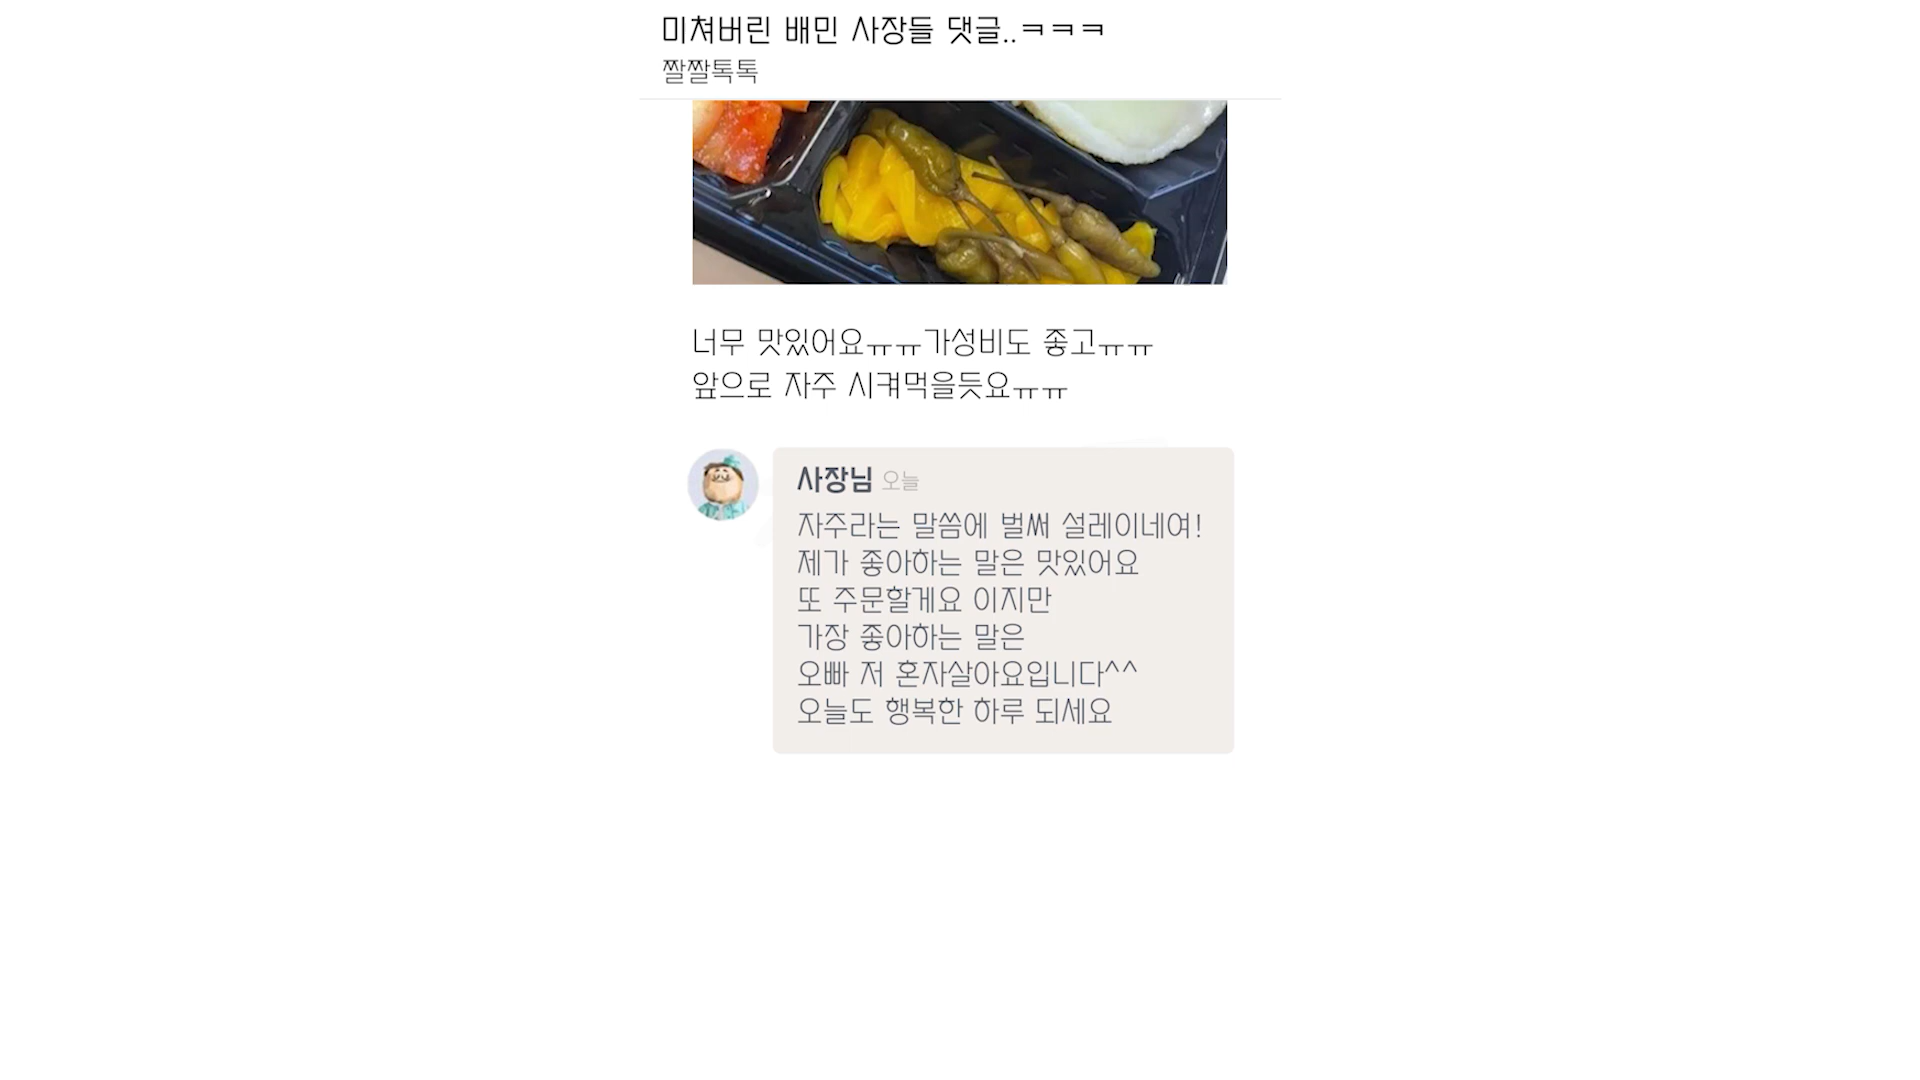 미쳐버린 배민 사장들 댓글..ㅋㅋㅋ
짤짤톡톡
너무 맛있어요ㅠㅠ가성비도 좋고ㅠㅠ
앞으로 자주 시켜먹을듯요ㅠㅠ
사장님 오늘
자주라는 말씀에 벌써 설레이네여!
제가 좋아하는 말은 맛있어요
또 주문할게요 이지만
가장 좋아하는 말은
오빠 저 혼자살아요입니다^^
오늘도 행복한 하루 되세요